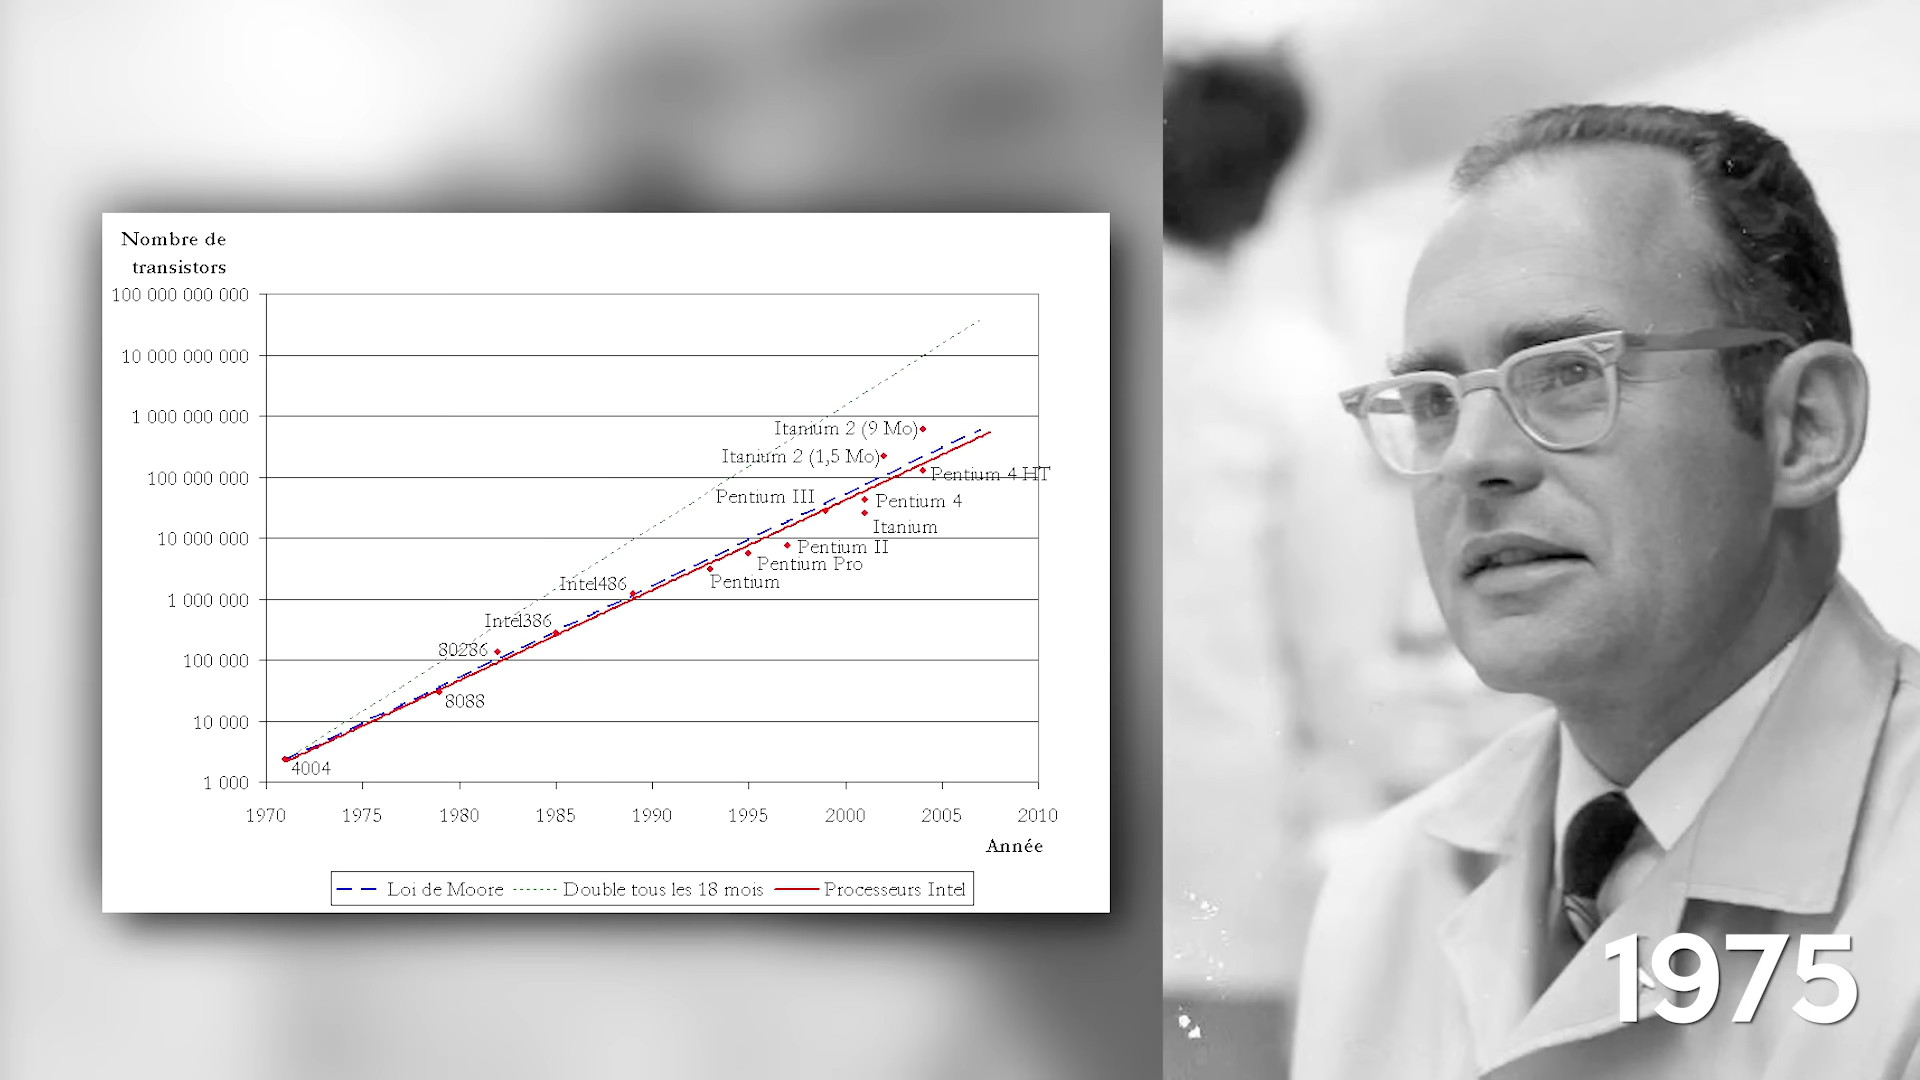 Nombre de
transistors
100 000 000 000
10 000 000 000
1 000 000 000
100 000 000
10 000 000
1 000 000
100 000
10 000
1 000
Itanium 2 (9 Mo)
Itanium 2 (1,5 Mo)
Pentium 4 HT
Pentium III
Pentium 4
Itanium
Pentium II
Pentium Pro
Pentium
Intel486
Intel386
80286
8088
4004
1970 1975 1980 1985 1990 1995 2000 2005 2010
Année
Loi de Moore Double tous les 18 mois Processeurs Intel
1975